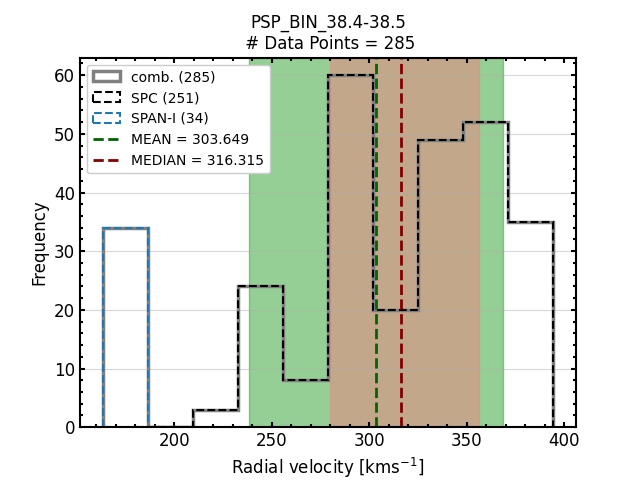 PSP_BIN_38.4-38.5
# Data Points = 285
comb. (285)
SPC (251)
SPAN-I (34)
MEAN = 303.649
MEDIAN = 316.315
60
50
40
30
20
10
0
Frequency
200 250 300 350 400
Radial velocity [kms⁻¹]